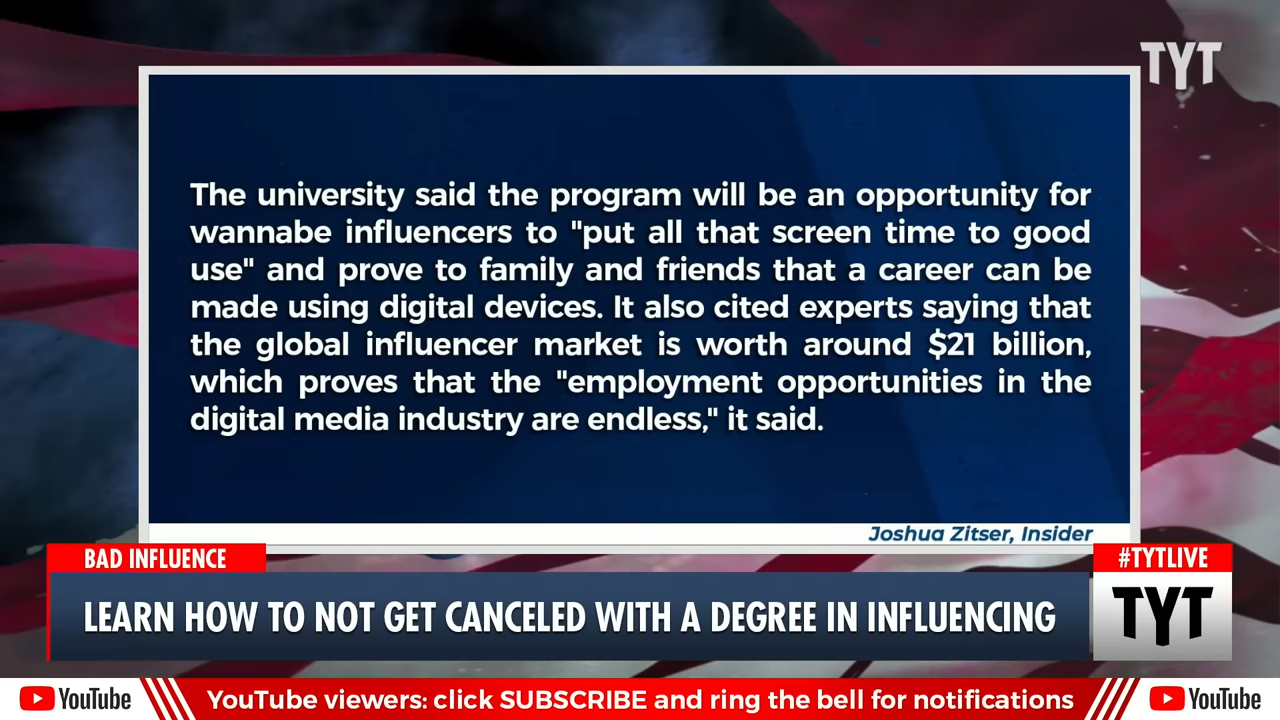 TYT
The university said the program will be an opportunity for
wannabe influencers to "put all that screen time to good
use" and prove to family and friends that a career can be
made using digital devices. It also cited experts saying that
the global influencer market is worth around $21 billion,
which proves that the "employment opportunities in the
digital media industry are endless," it said.
Joshua Zitser, Insider
BAD INFLUENCE
#TYTLIVE
LEARN HOW TO NOT GET CANCELED WITH A DEGREE IN INFLUENCING
TYT
YouTube
YouTube viewers: click SUBSCRIBE and ring the bell for notifications
YouTube